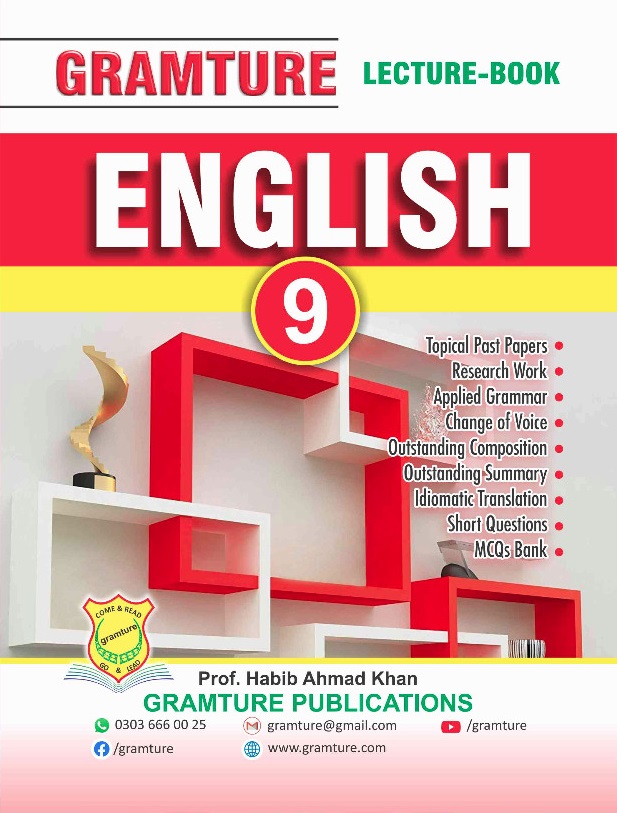 GRAMTURE LECTURE-BOOK
ENGLISH
9
Topical Past Papers
Research Work
Applied Grammar
Change of Voice
Outstanding Composition
Outstanding Summary
Idiomatic Translation
Short Questions
MCQs Bank
COME & READ
gramture
GO & LEAD
Prof. Habib Ahmad Khan
GRAMTURE PUBLICATIONS
0303 666 00 25 gramture@gmail.com /gramture
/gramture www.gramture.com